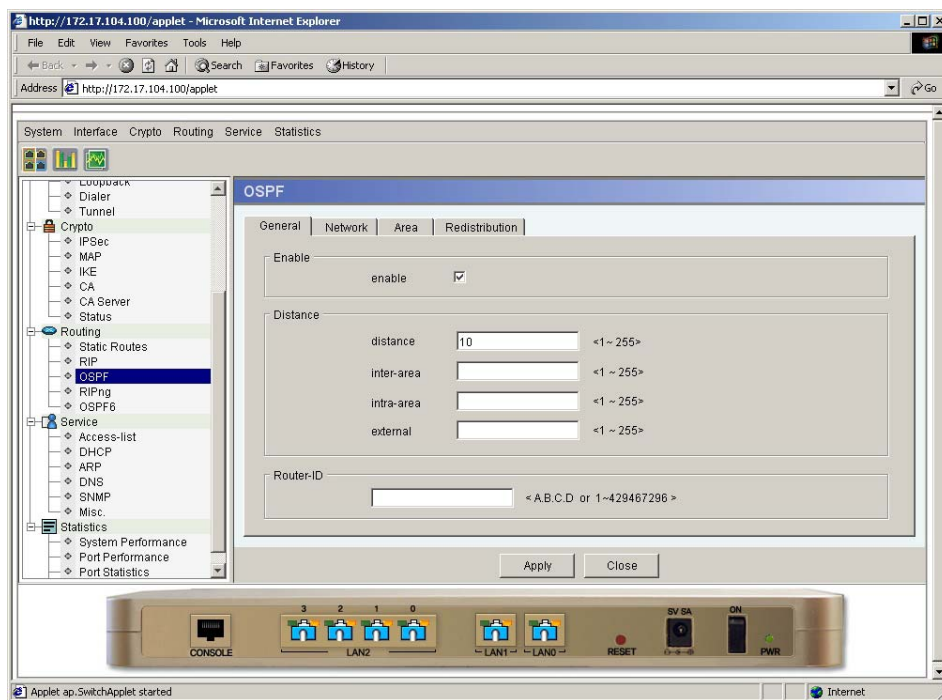 http://172.17.104.100/applet - Microsoft Internet Explorer
File Edit View Favorites Tools Help
Back Search Favorites History
Address http://172.17.104.100/applet Go
System Interface Crypto Routing Service Statistics
Loopback
Dialer
Tunnel
Crypto
IPSec
MAP
IKE
CA
CA Server
Status
Routing
Static Routes
RIP
OSPF
RIPng
OSPF6
Service
Access-list
DHCP
ARP
DNS
SNMP
Misc.
Statistics
System Performance
Port Performance
Port Statistics
OSPF
General Network Area Redistribution
Enable
enable
Distance
distance 10 <1~ 255>
inter-area <1 ~ 255>
intra-area <1 ~ 255>
external <1 ~ 255>
Router-ID
< A.B.C.D or 1~429467296 >
Apply Close
3 2 1 0 5V 5A ON
CONSOLE LAN2 LAN1 LAN0 RESET PWR
Applet ap.SwitchApplet started Internet